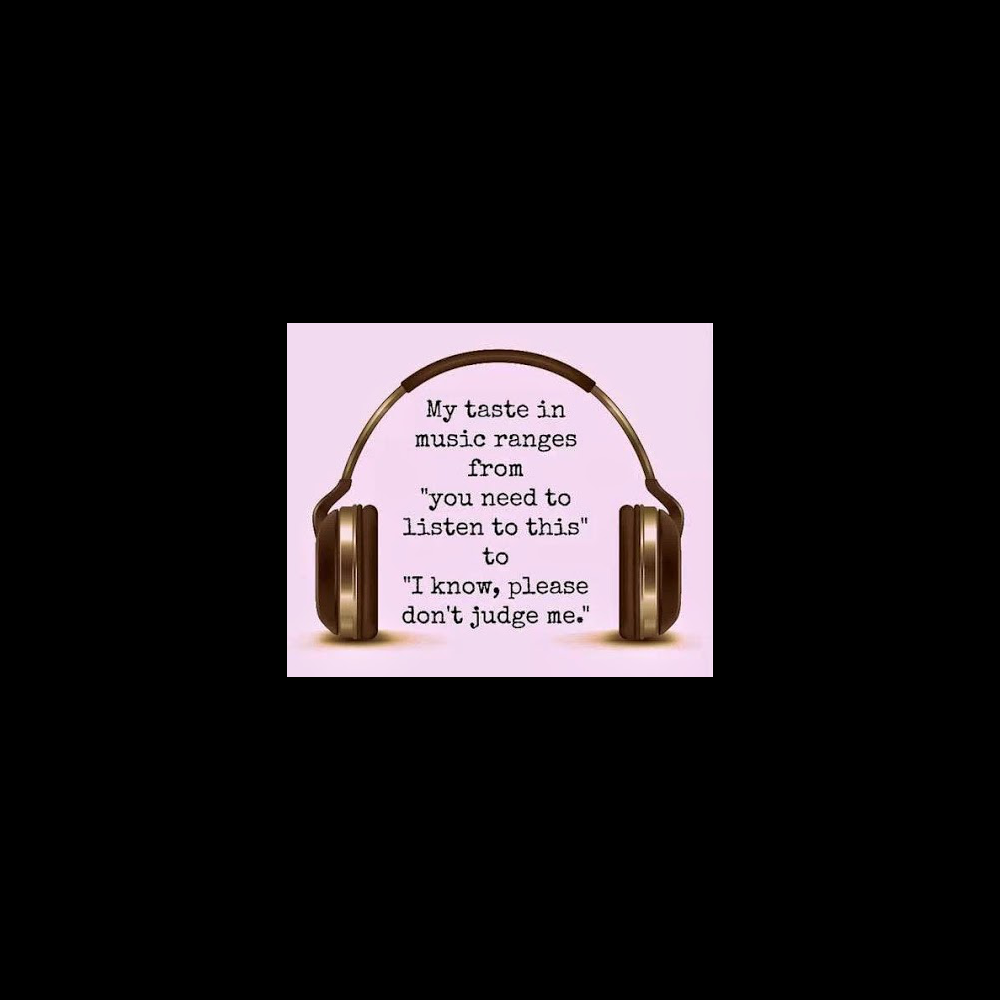 My taste in
music ranges
from
"you need to
listen to this"
to
"I know, please
don't judge me."